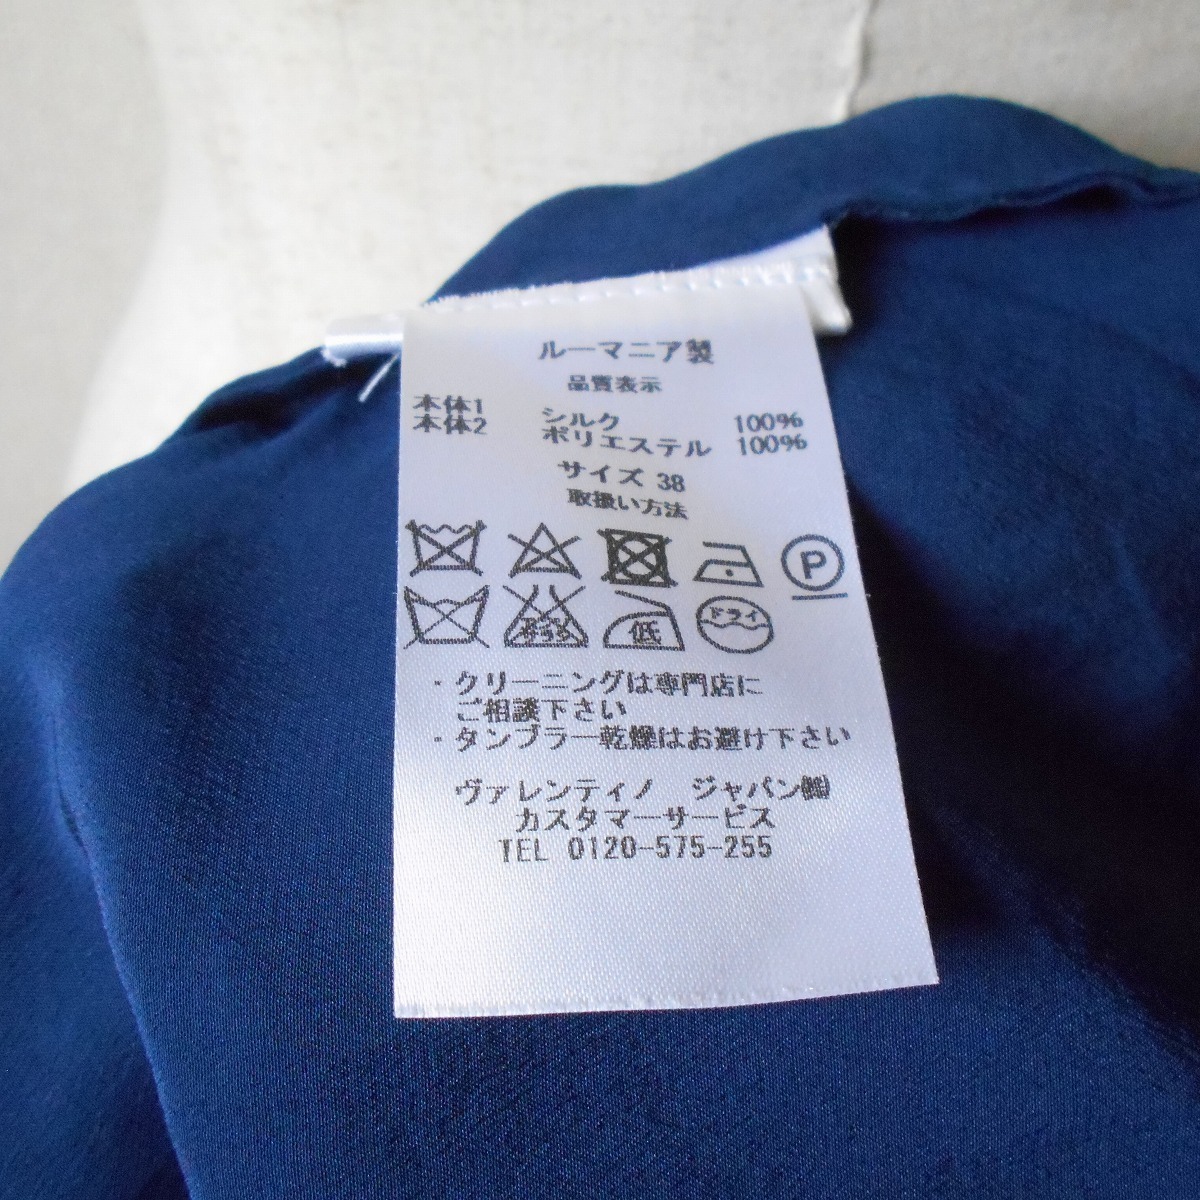 ルーマニア製
品質表示
本体1 シルク 100%
本体2 ポリエステル 100%
サイズ 38
取扱い方法
P
低 ドライ
・クリーニングは専門店に
ご相談下さい
・タンブラー乾燥はお避け下さい
ヴァレンティノ ジャパン㈱
カスタマーサービス
TEL 0120-575-255